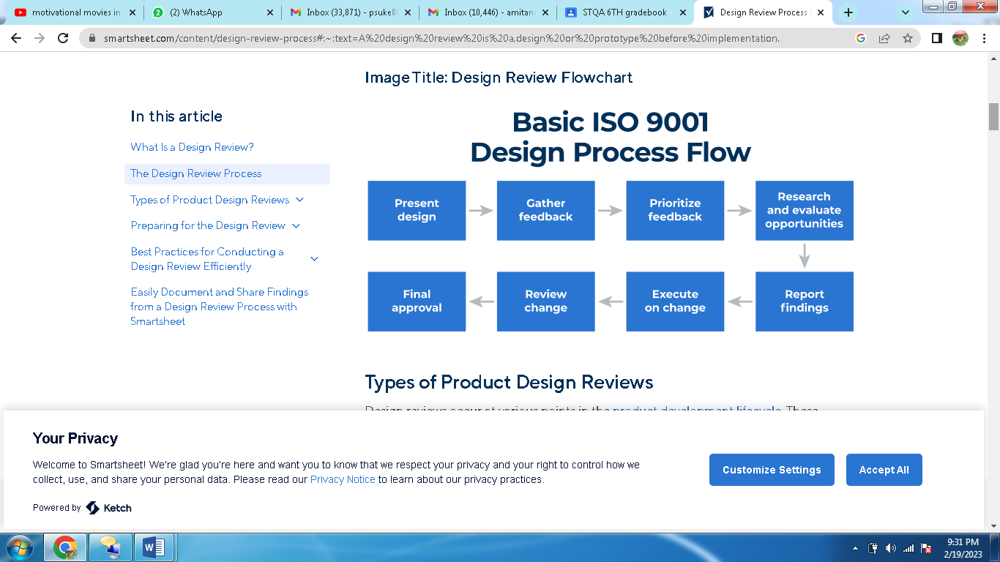 motivational movies in
(2) WhatsApp
Inbox (33,871) - psuke8
Inbox (10,446) - amitan
STQA 6TH gradebook
Design Review Process
smartsheet.com/content/design-review-process#:~:text=A%20design%20review%20is%20a,design%20or%20prototype%20before%20implementation.
Image Title: Design Review Flowchart
In this article
What Is a Design Review?
The Design Review Process
Types of Product Design Reviews
Preparing for the Design Review
Best Practices for Conducting a
Design Review Efficiently
Easily Document and Share Findings
from a Design Review Process with
Smartsheet
Basic ISO 9001
Design Process Flow
Present
design
Gather
feedback
Prioritize
feedback
Research
and evaluate
opportunities
Report
findings
Execute
on change
Review
change
Final
approval
Types of Product Design Reviews
Design reviews occur at various points in the product development lifecycle. These
Your Privacy
Welcome to Smartsheet! We're glad you're here and want you to know that we respect your privacy and your right to control how we
collect, use, and share your personal data. Please read our Privacy Notice to learn about our privacy practices.
Customize Settings
Accept All
Powered by Ketch
9:31 PM
2/19/2023